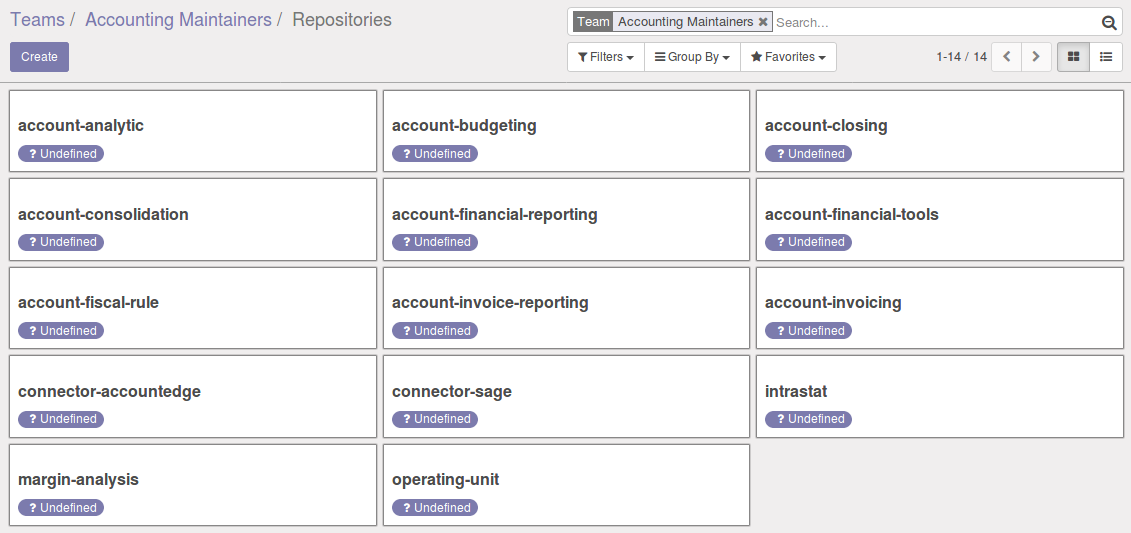 Teams / Accounting Maintainers / Repositories
Team Accounting Maintainers ✖ Search...
Create
Filters Group By Favorites 1-14 / 14
account-analytic account-budgeting account-closing
? Undefined ? Undefined ? Undefined
account-consolidation account-financial-reporting account-financial-tools
? Undefined ? Undefined ? Undefined
account-fiscal-rule account-invoice-reporting account-invoicing
? Undefined ? Undefined ? Undefined
connector-accountedge connector-sage intrastat
? Undefined ? Undefined ? Undefined
margin-analysis operating-unit
? Undefined ? Undefined